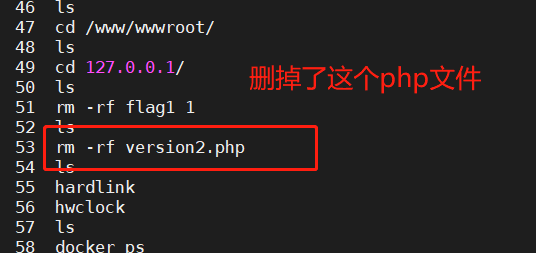 46 ls
47 cd /www/wwwroot/
48 ls
49 cd 127.0.0.1/
50 ls
删掉了这个php文件
51 rm -rf flag1 1
52 ls
53 rm -rf version2.php
54 ls
55 hardlink
56 hwclock
57 ls
58 docker ps